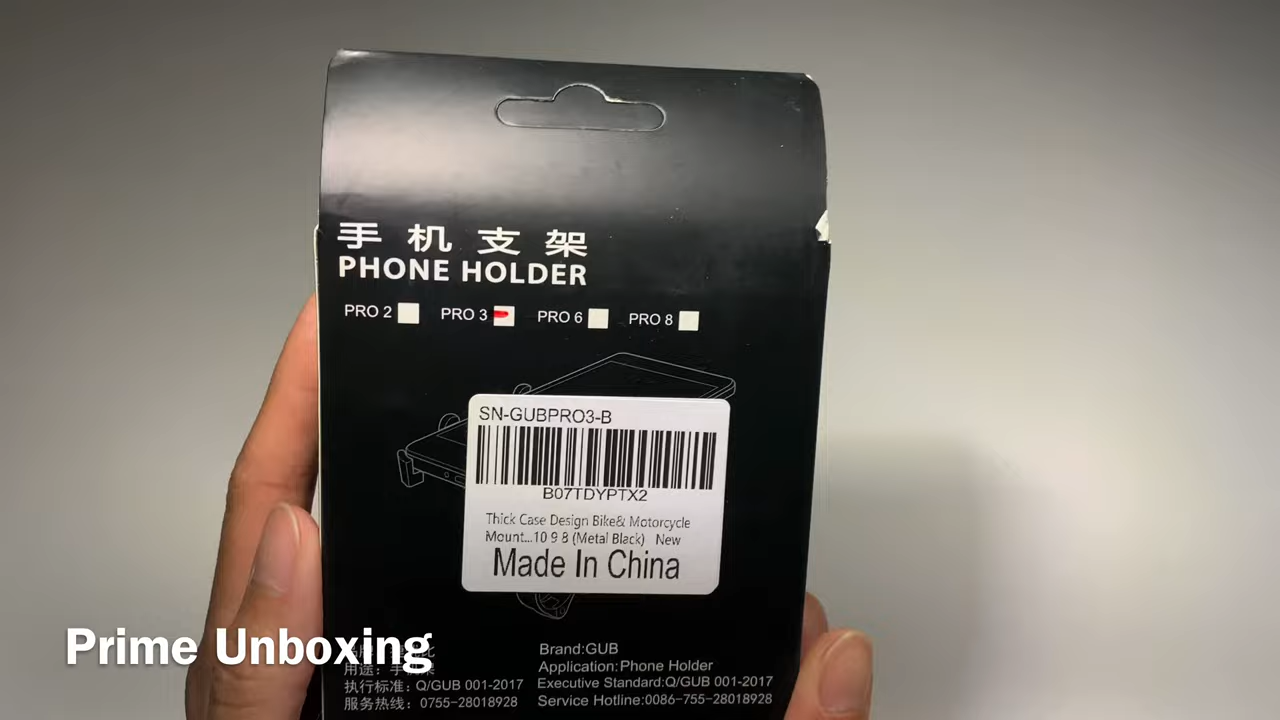 手机支架
PHONE HOLDER
PRO 2 PRO 3 PRO 6 PRO 8
SN-GUBPRO3-B
B07TDYPTX2
Thick Case Design Bike& Motorcycle
Mount...10 9 8 (Metal Black) New
Made In China
Prime Unboxing
Brand:GUB
用途：手机架 Application:Phone Holder
执行标准：Q/GUB 001-2017 Executive Standard:Q/GUB 001-2017
服务热线：0755-28018928 Service Hotline:0086-755-28018928